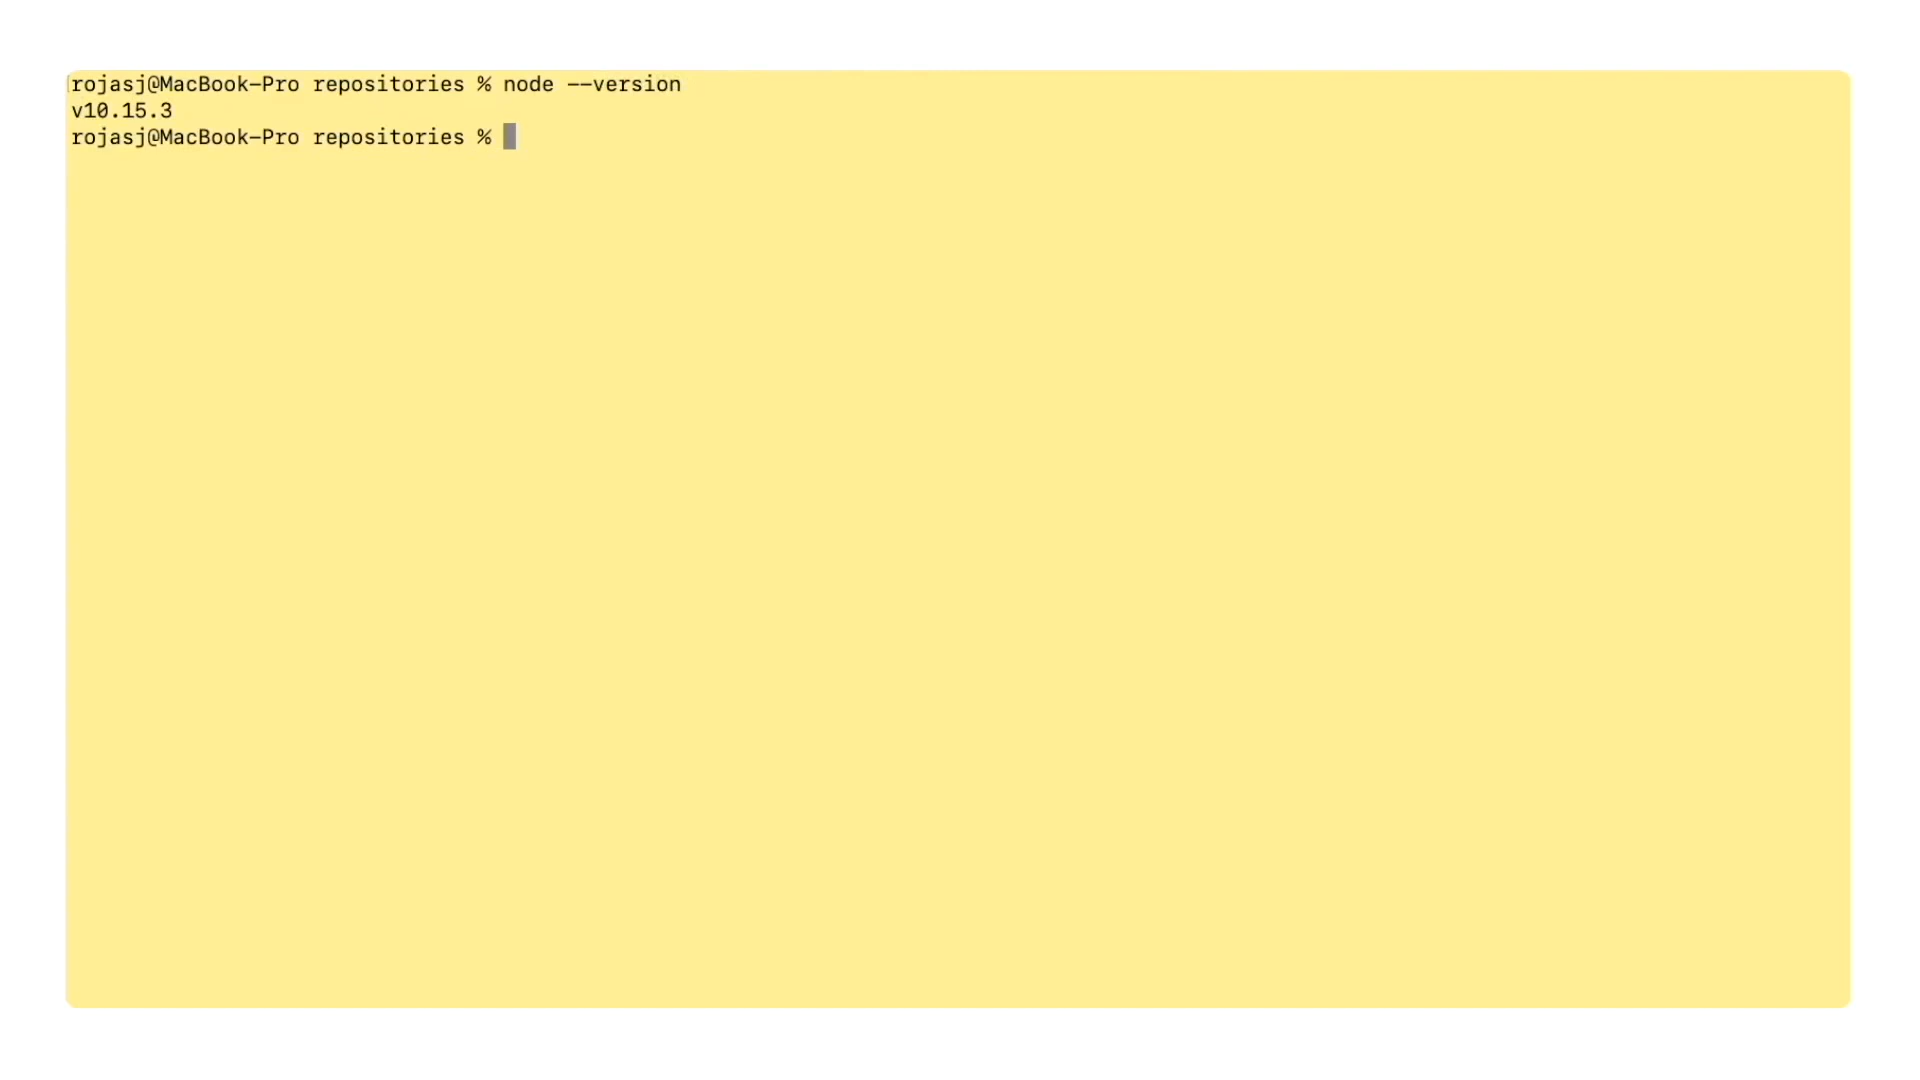 rojasj@MacBook-Pro repositories % node --version
v10.15.3
rojasj@MacBook-Pro repositories %